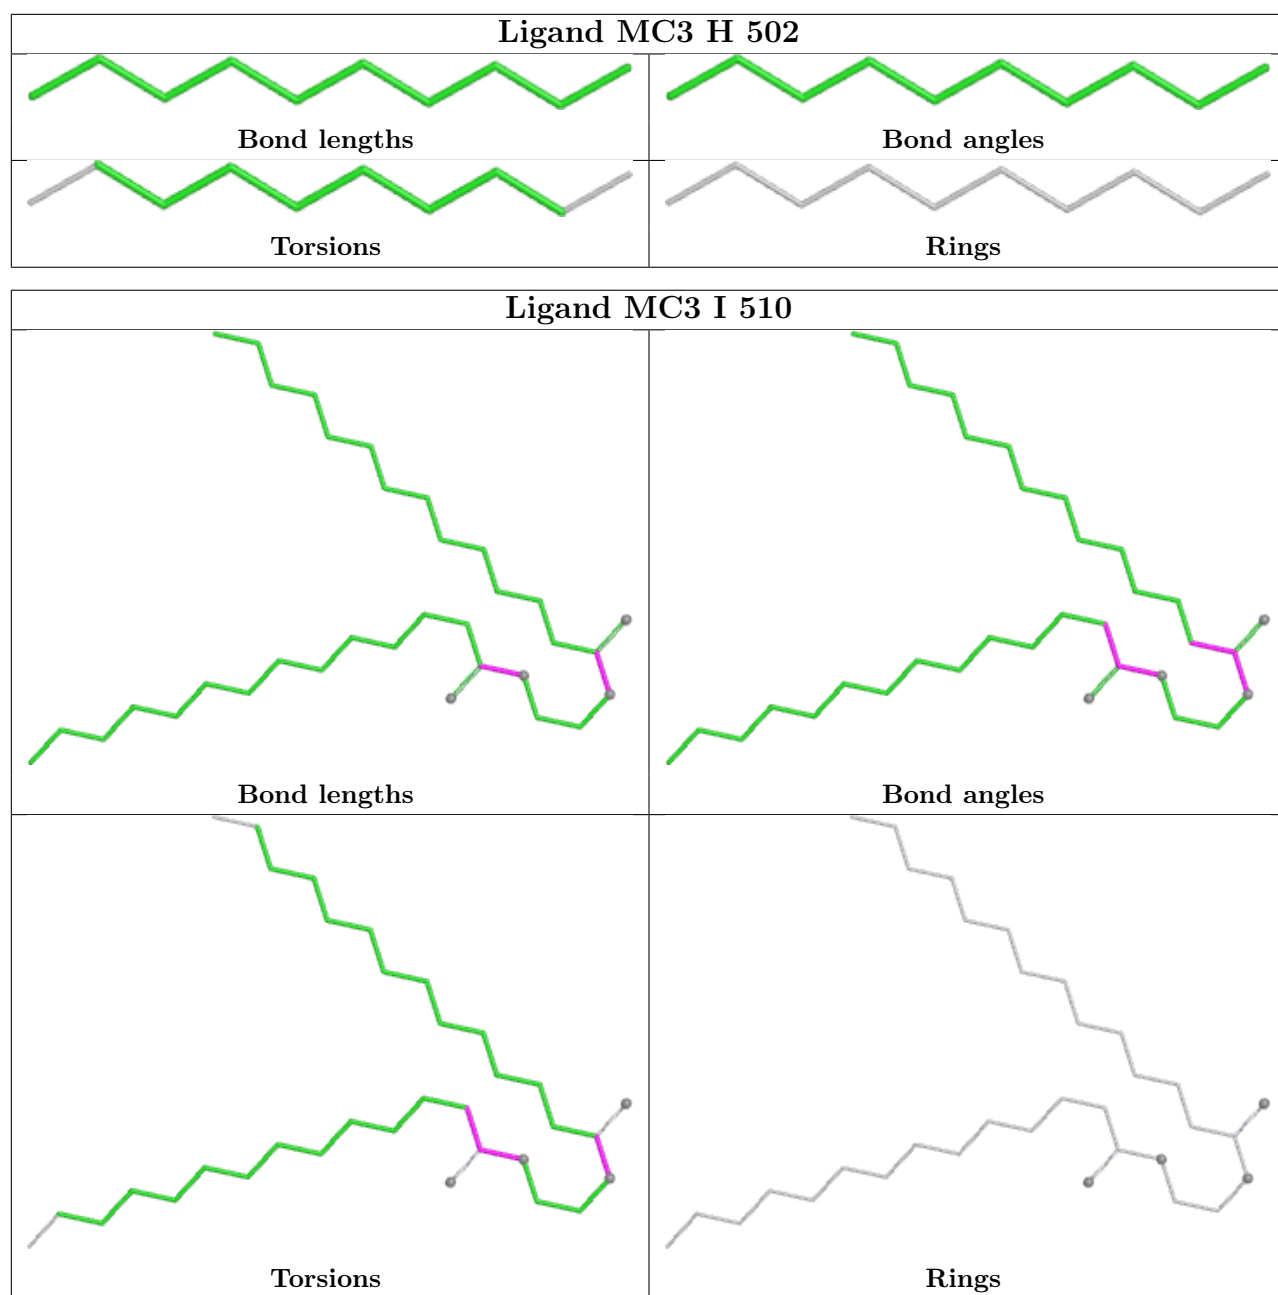 Ligand MC3 H 502
Bond lengths
Bond angles
Torsions
Rings
Ligand MC3 I 510
Bond lengths
Bond angles
Torsions
Rings